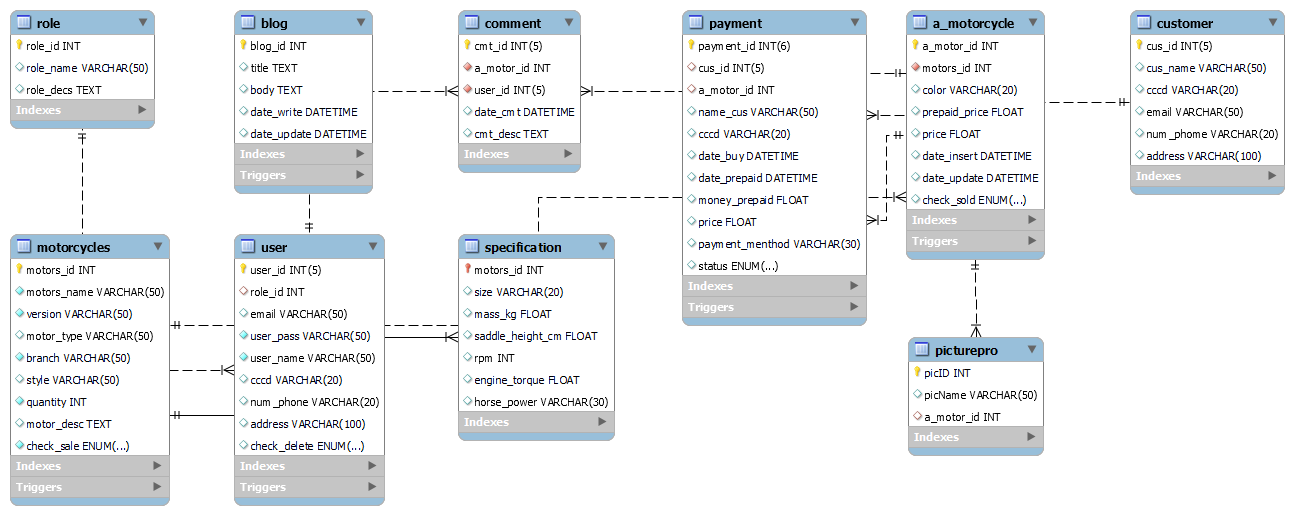 role
role_id INT
role_name VARCHAR(50)
role_decs TEXT
Indexes
blog
blog_id INT
title TEXT
body TEXT
date_write DATETIME
date_update DATETIME
Indexes
Triggers
comment
cmt_id INT(5)
a_motor_id INT
user_id INT(5)
date_cmt DATETIME
cmt_desc TEXT
Indexes
payment
payment_id INT(6)
cus_id INT(5)
a_motor_id INT
name_cus VARCHAR(50)
cccd VARCHAR(20)
date_buy DATETIME
date_prepaid DATETIME
money_prepaid FLOAT
price FLOAT
payment_menthod VARCHAR(30)
status ENUM(...)
Indexes
Triggers
a_motorcycle
a_motor_id INT
motors_id INT
color VARCHAR(20)
prepaid_price FLOAT
price FLOAT
date_insert DATETIME
date_update DATETIME
check_sold ENUM(...)
Indexes
Triggers
customer
cus_id INT(5)
cus_name VARCHAR(50)
cccd VARCHAR(20)
email VARCHAR(50)
num_phome VARCHAR(20)
address VARCHAR(100)
Indexes
motorcycles
motors_id INT
motors_name VARCHAR(50)
version VARCHAR(50)
motor_type VARCHAR(50)
branch VARCHAR(50)
style VARCHAR(50)
quantity INT
motor_desc TEXT
check_sale ENUM(...)
Indexes
Triggers
user
user_id INT(5)
role_id INT
email VARCHAR(50)
user_pass VARCHAR(50)
user_name VARCHAR(50)
cccd VARCHAR(20)
num_phone VARCHAR(20)
address VARCHAR(100)
check_delete ENUM(...)
Indexes
Triggers
specification
motors_id INT
size VARCHAR(20)
mass_kg FLOAT
saddle_height_cm FLOAT
rpm INT
engine_torque FLOAT
horse_power VARCHAR(30)
Indexes
picturepro
picID INT
picName VARCHAR(50)
a_motor_id INT
Indexes